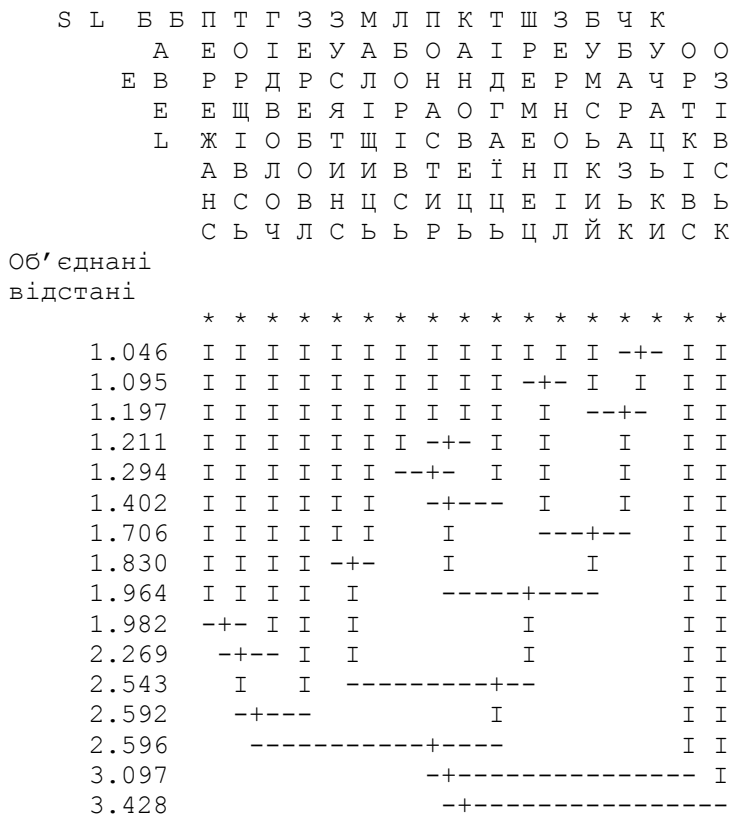 S L Б Б П Т Г З З М Л П К Т Ш З Б Ч К
А Е О І Е У А Б О А І Р Е У Б У О О
Е В Р Р Д Р С Л О Н Н Д Е Р М А Ч Р З
Е Е Щ В Е Я І Р А О Г М Н С Р А Т І
L Ж І О Б Т Щ І С В А Е О Ь А Ц К В
А В Л О И И В Т Е Ї Н П К З Ь І С
Н С О В Н Ц С И Ц Ц Е І И Ь К В Ь
С Ь Ч Л С Ь Ь Р Ь Ь Ц Л Й К И С К
Об'єднані
відстані
* * * * * * * * * * * * * * * * *
1.046 I I I I I I I I I I I I I -+- I I
1.095 I I I I I I I I I I -+- I I I I
1.197 I I I I I I I I I I I --+- I I
1.211 I I I I I I I -+- I I I I I
1.294 I I I I I I --+- I I I I I
1.402 I I I I I I -+--- I I I I
1.706 I I I I I I I ---+-- I I
1.830 I I I I -+- I I I I
1.964 I I I I I -----+---- I I
1.982 -+- I I I I I I
2.269 -+-- I I I I I
2.543 I I ---------+-- I I
2.592 -+--- I I I
2.596 -----------+---- I I
3.097 -+--------------- I
3.428 -+----------------